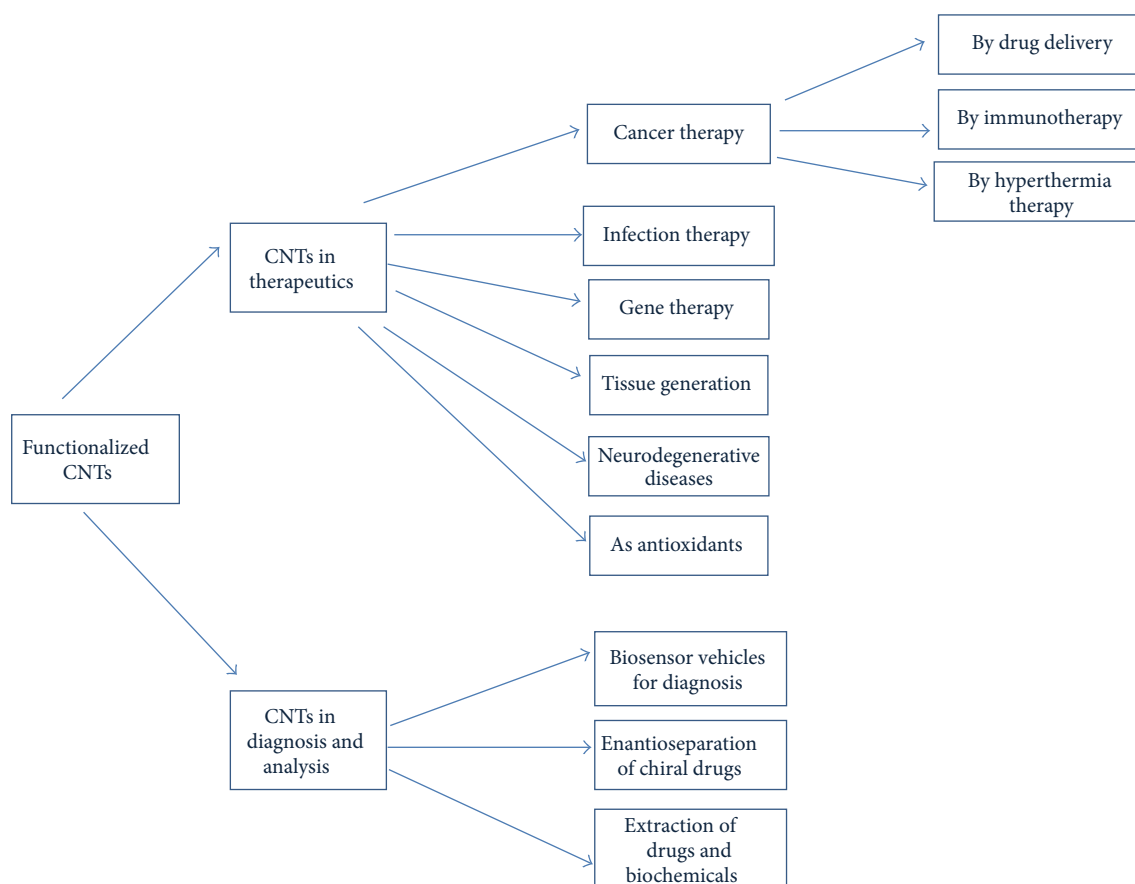 By drug delivery
By immunotherapy
By hyperthermia
therapy
Cancer therapy
Infection therapy
CNTs in
therapeutics
Gene therapy
Tissue generation
Functionalized
CNTs
Neurodegenerative
diseases
As antioxidants
Biosensor vehicles
for diagnosis
CNTs in
diagnosis and
analysis
Enantioseparation
of chiral drugs
Extraction of
drugs and
biochemicals